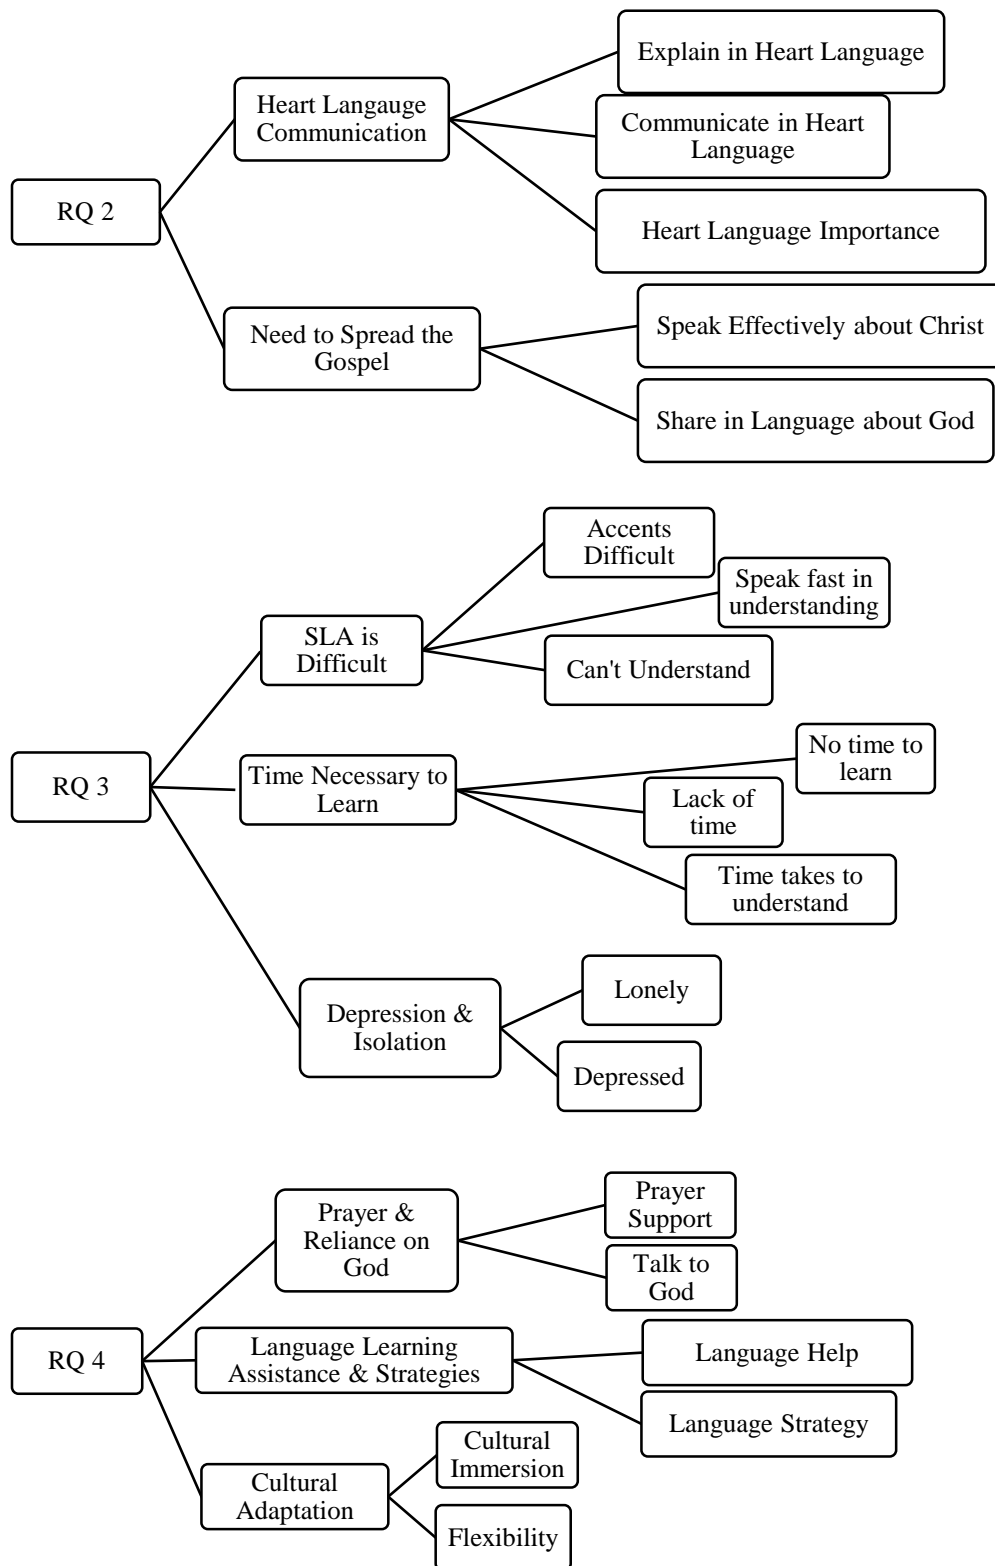 RQ 2
Heart Langauge
Communication
Explain in Heart Language
Communicate in Heart
Language
Heart Language Importance
Need to Spread the
Gospel
Speak Effectively about Christ
Share in Language about God
RQ 3
SLA is
Difficult
Accents
Difficult
Speak fast in
understanding
Can't Understand
Time Necessary to
Learn
No time to
learn
Lack of
time
Time takes to
understand
Depression &
Isolation
Lonely
Depressed
RQ 4
Prayer &
Reliance on
God
Prayer
Support
Talk to
God
Language Learning
Assistance & Strategies
Language Help
Language Strategy
Cultural
Adaptation
Cultural
Immersion
Flexibility